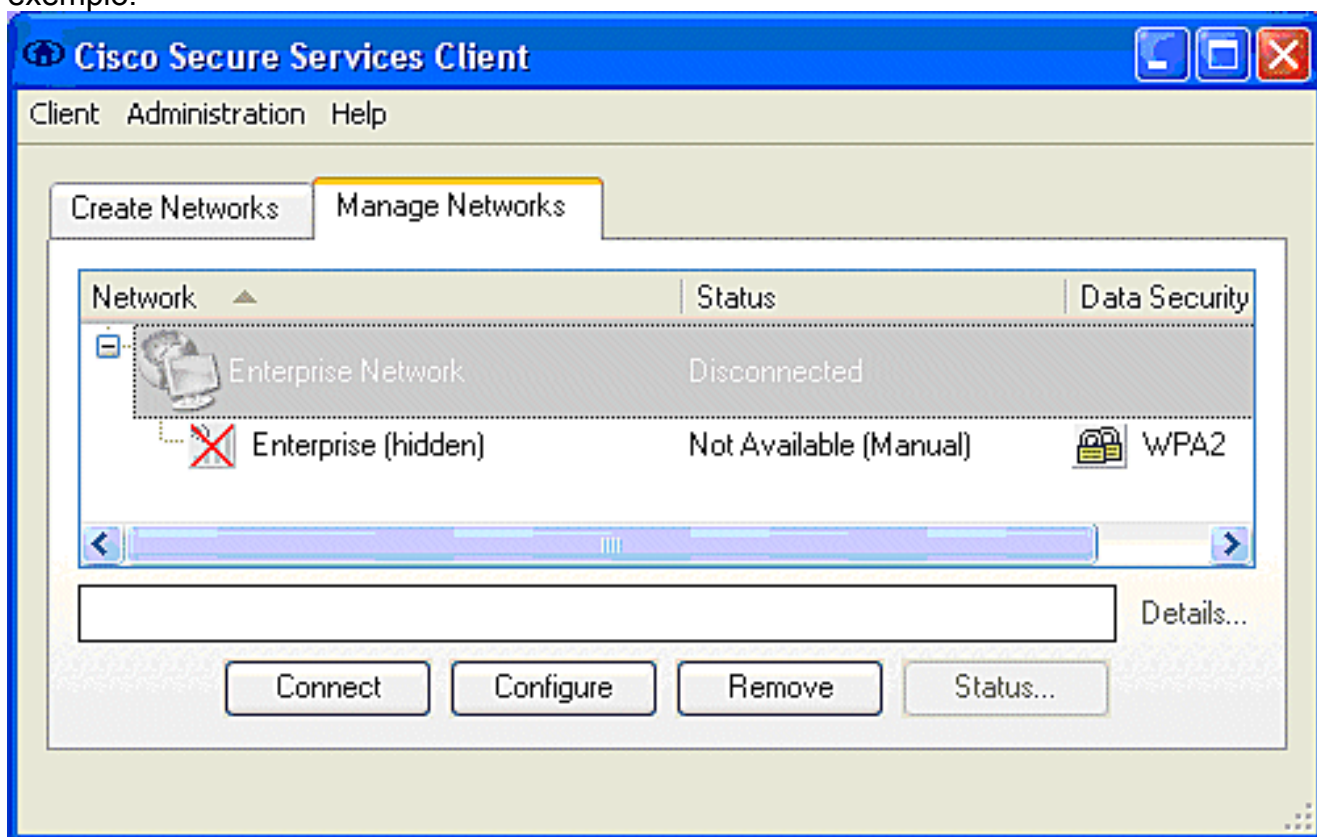 exemplo:
Cisco Secure Services Client
Client Administration Help
Create Networks Manage Networks
Network Status Data Security
Enterprise Network Disconnected
Enterprise (hidden) Not Available (Manual) WPA2
Details...
Connect Configure Remove Status...